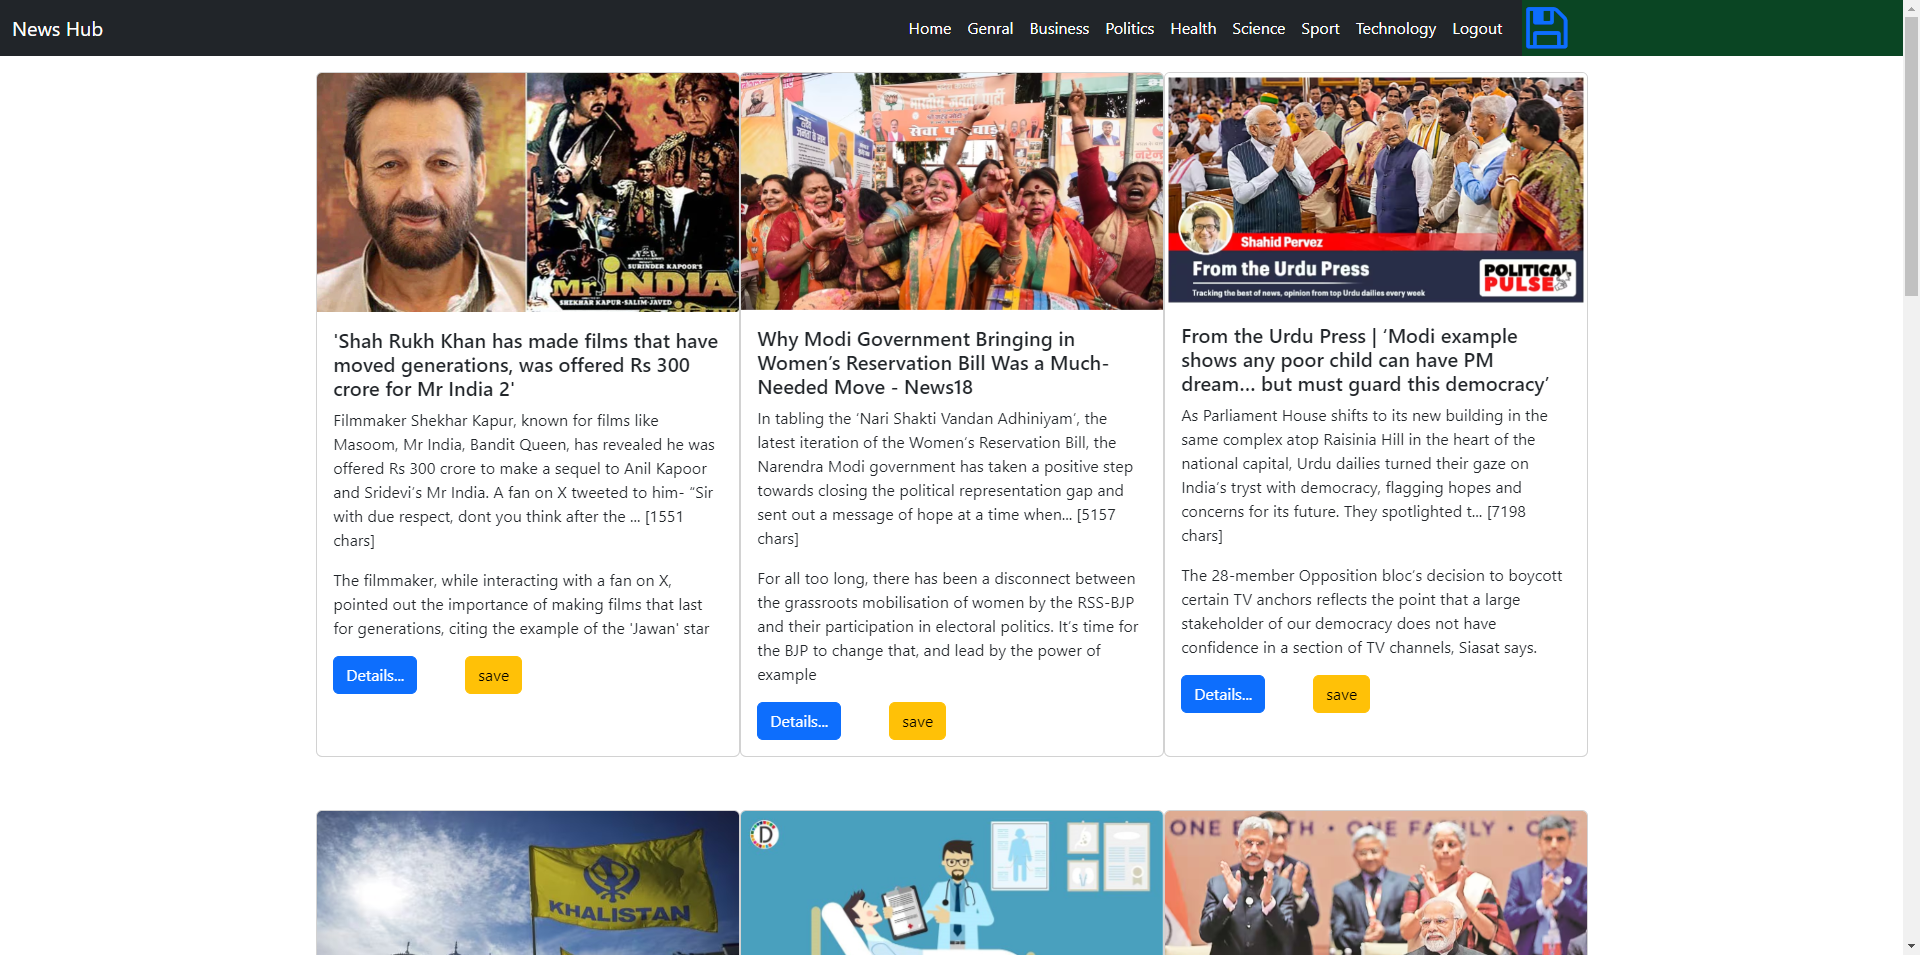 News Hub
Home Genral Business Politics Health Science Sport Technology Logout
SURINDER KAPOOR'S
Mr. INDIA
SHEKHAR KAPUR-SALIM-JAVED
'Shah Rukh Khan has made films that have
moved generations, was offered Rs 300
crore for Mr India 2'
Filmmaker Shekhar Kapur, known for films like
Masoom, Mr India, Bandit Queen, has revealed he was
offered Rs 300 crore to make a sequel to Anil Kapoor
and Sridevi’s Mr India. A fan on X tweeted to him- “Sir
with due respect, dont you think after the … [1551
chars]
The filmmaker, while interacting with a fan on X,
pointed out the importance of making films that last
for generations, citing the example of the 'Jawan' star
Details...
save
भारतीय जनता पार्टी
सेवा
Why Modi Government Bringing in
Women’s Reservation Bill Was a Much-
Needed Move - News18
In tabling the ‘Nari Shakti Vandan Adhiniyam’, the
latest iteration of the Women’s Reservation Bill, the
Narendra Modi government has taken a positive step
towards closing the political representation gap and
sent out a message of hope at a time when… [5157
chars]
For all too long, there has been a disconnect between
the grassroots mobilisation of women by the RSS-BJP
and their participation in electoral politics. It’s time for
the BJP to change that, and lead by the power of
example
Details...
save
Shahid Pervez
From the Urdu Press
Tracking the best of news, opinion from top Urdu dailies every week
POLITICAL
PULSE
From the Urdu Press | ‘Modi example
shows any poor child can have PM
dream… but must guard this democracy’
As Parliament House shifts to its new building in the
same complex atop Raisinia Hill in the heart of the
national capital, Urdu dailies turned their gaze on
India’s tryst with democracy, flagging hopes and
concerns for its future. They spotlighted t… [7198
chars]
The 28-member Opposition bloc’s decision to boycott
certain TV anchors reflects the point that a large
stakeholder of our democracy does not have
confidence in a section of TV channels, Siasat says.
Details...
save
KHALISTAN
D
ONE • ONE FAMILY •